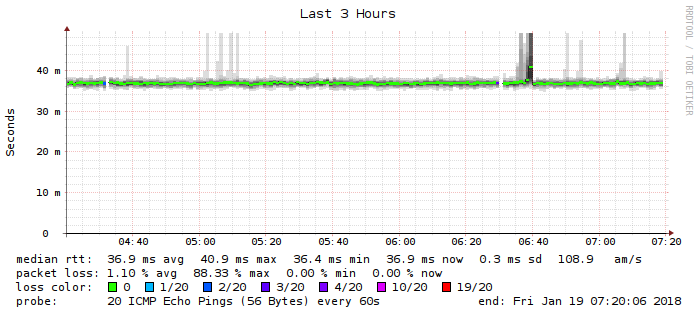 Last 3 Hours
RRDTOOL / TOBI OETIKER
Seconds
40 m
30 m
20 m
10 m
0
04:40 05:00 05:20 05:40 06:00 06:20 06:40 07:00 07:20
median rtt: 36.9 ms avg 40.9 ms max 36.4 ms min 36.9 ms now 0.3 ms sd 108.9 am/s
packet loss: 1.10 % avg 88.33 % max 0.00 % min 0.00 % now
loss color: 0 1/20 2/20 3/20 4/20 10/20 19/20
probe: 20 ICMP Echo Pings (56 Bytes) every 60s end: Fri Jan 19 07:20:06 2018